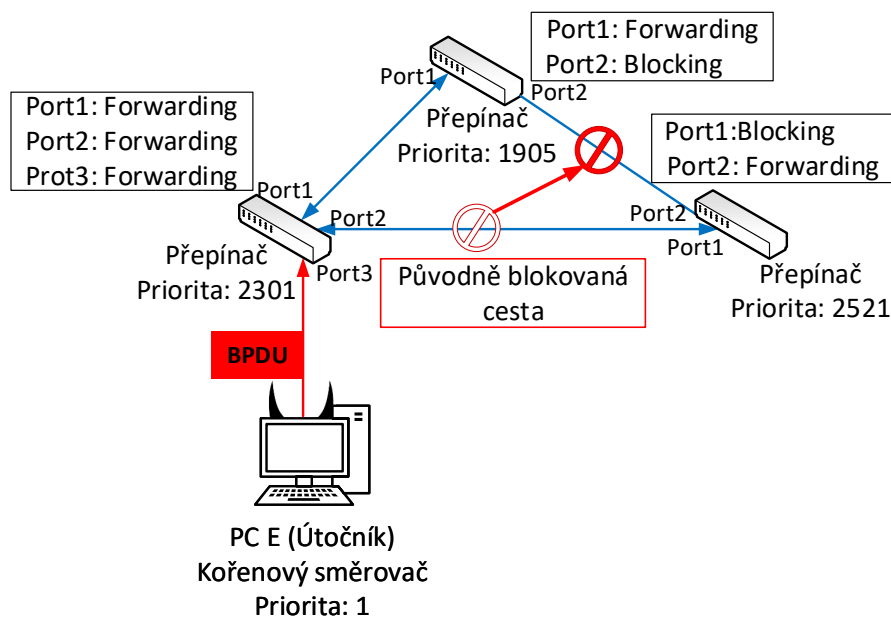 Port1: Forwarding
Port2: Blocking
Port1
Port2
Přepínač
Priorita: 1905
Port1: Forwarding
Port2: Forwarding
Prot3: Forwarding
Port1:Blocking
Port2: Forwarding
Port1
Port2
Port3
Přepínač
Priorita: 2301
Port2
Port1
Přepínač
Priorita: 2521
Původně blokovaná
cesta
BPDU
PC E (Útočník)
Kořenový směrovač
Priorita: 1